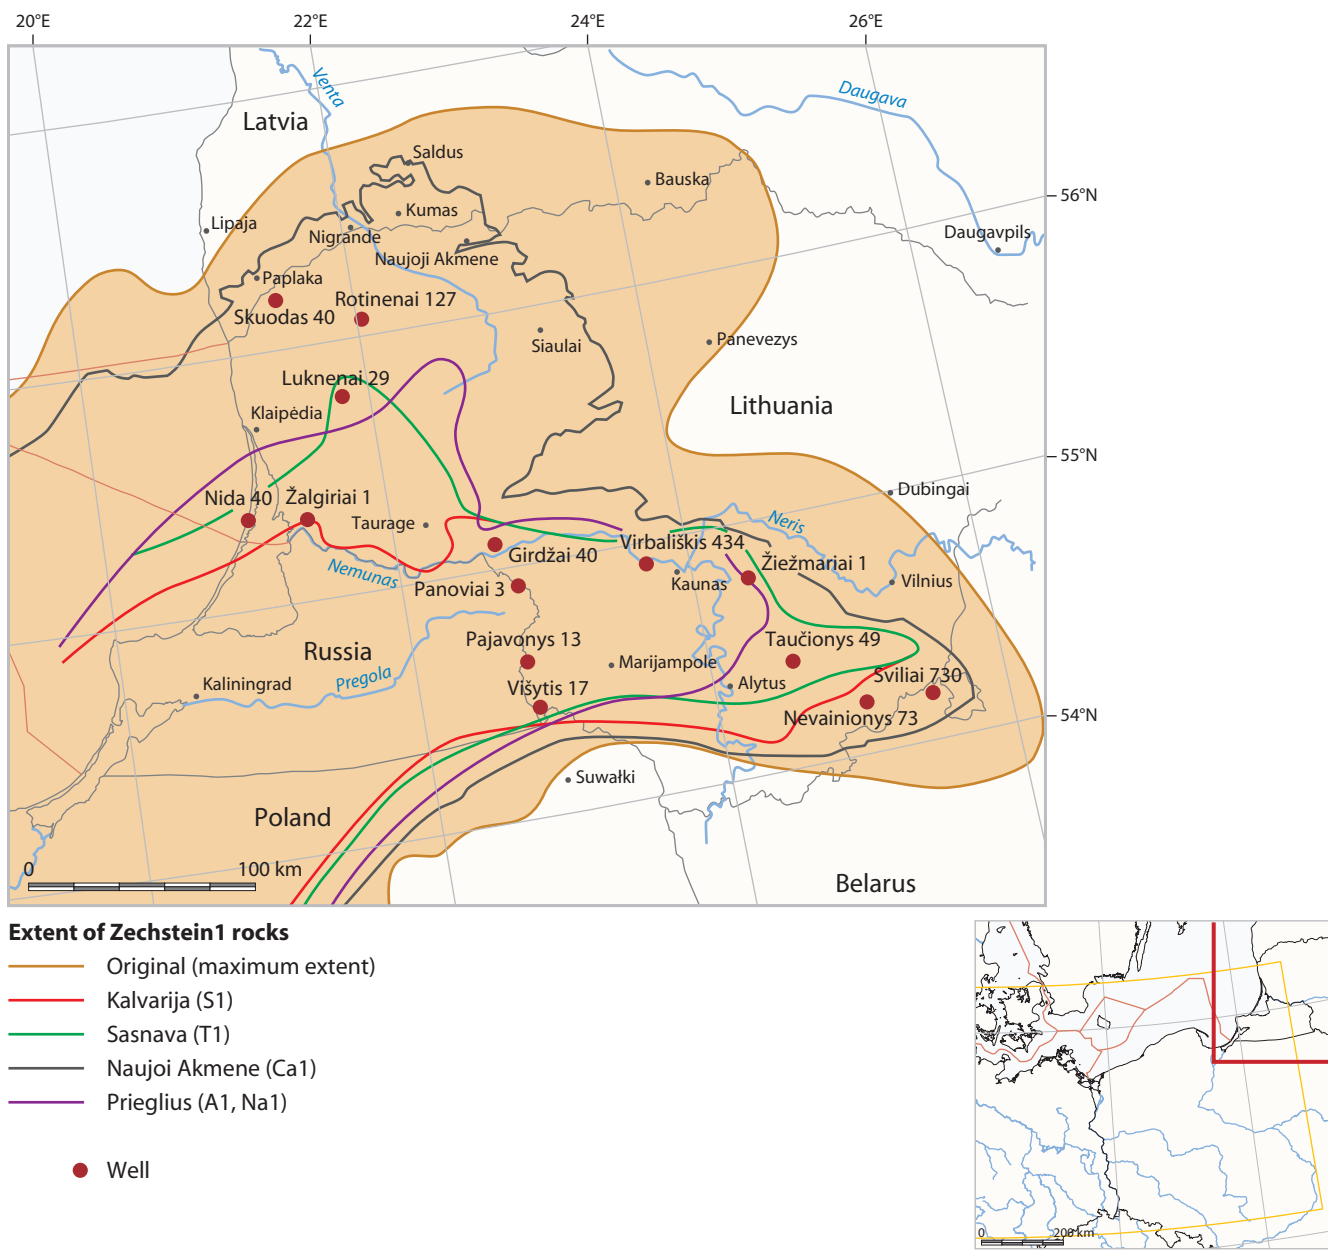 20°E
22°E
24°E
26°E
Venta
Daugava
Latvia
Saldus
Bauska
56°N
Kumas
Lipaja
Nigrande
Daugavpils
Naujoji Akmene
Paplaka
Rotinenai 127
Skuodas 40
Siaulai
Panevezys
Luknenai 29
Lithuania
Klaipėdia
55°N
Dubingai
Nida 40
Žalgiriai 1
Taurage
Neris
Virbališkis 434
Girdžai 40
Žiežmariai 1
Nemunas
Panoviai 3
Kaunas
Vilnius
Pajavonys 13
Taučionys 49
Russia
Marijampole
Pregola
Kaliningrad
Višytis 17
Alytus
Sviliai 730
Nevainionys 73
54°N
Suwałki
Poland
0
100 km
Belarus
Extent of Zechstein1 rocks
Original (maximum extent)
Kalvarija (S1)
Sasnava (T1)
Naujoi Akmene (Ca1)
Prieglius (A1, Na1)
Well
0
200 km